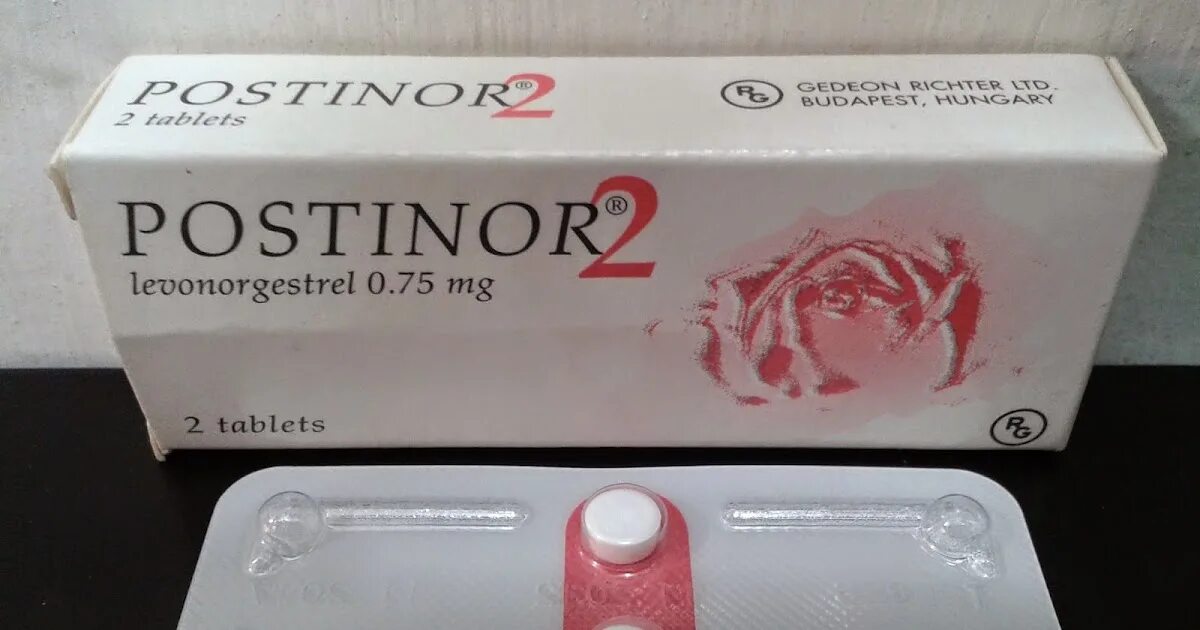 POSTINOR®2
2 tablets
RG GEDEON RICHTER LTD.
BUDAPEST, HUNGARY
POSTINOR®2
levonorgestrel 0.75 mg
2 tablets
RG